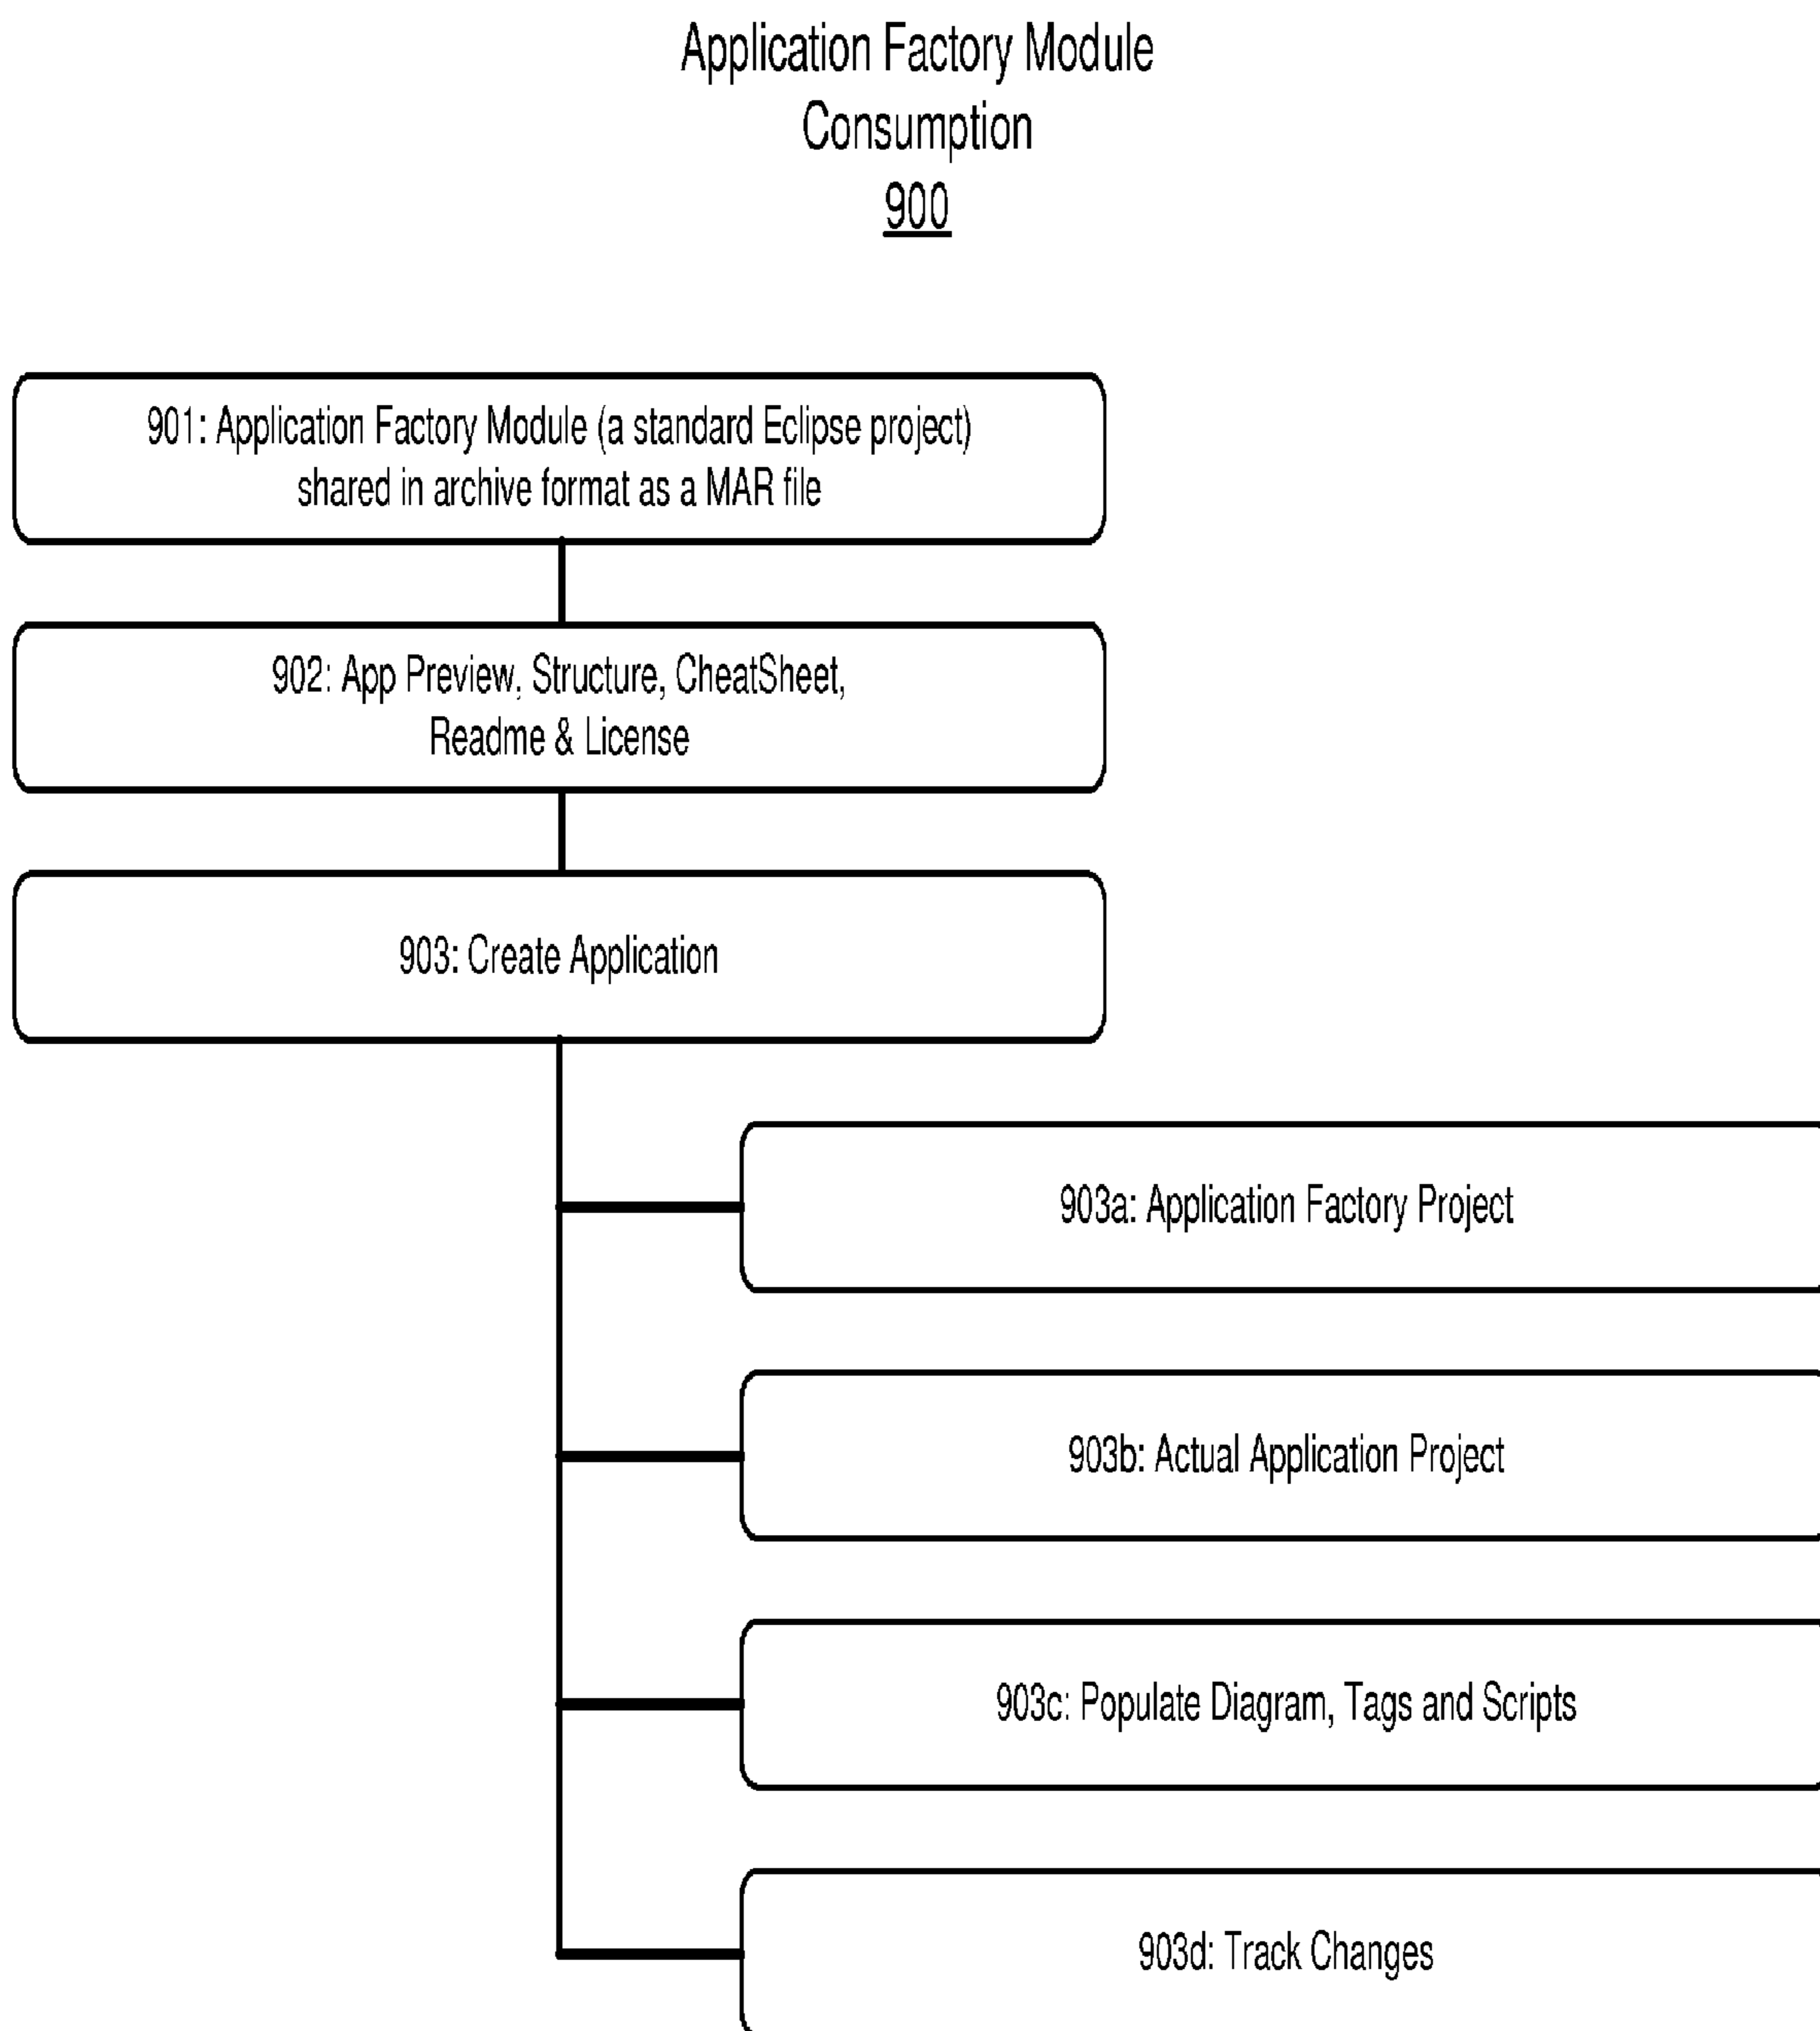 Application Factory Module
Consumption
900
901: Application Factory Module (a standard Eclipse project)
shared in archive format as a MAR file
902: App Preview, Structure, CheatSheet,
Readme & License
903: Create Application
903a: Application Factory Project
903b: Actual Application Project
903c: Populate Diagram, Tags and Scripts
903d: Track Changes